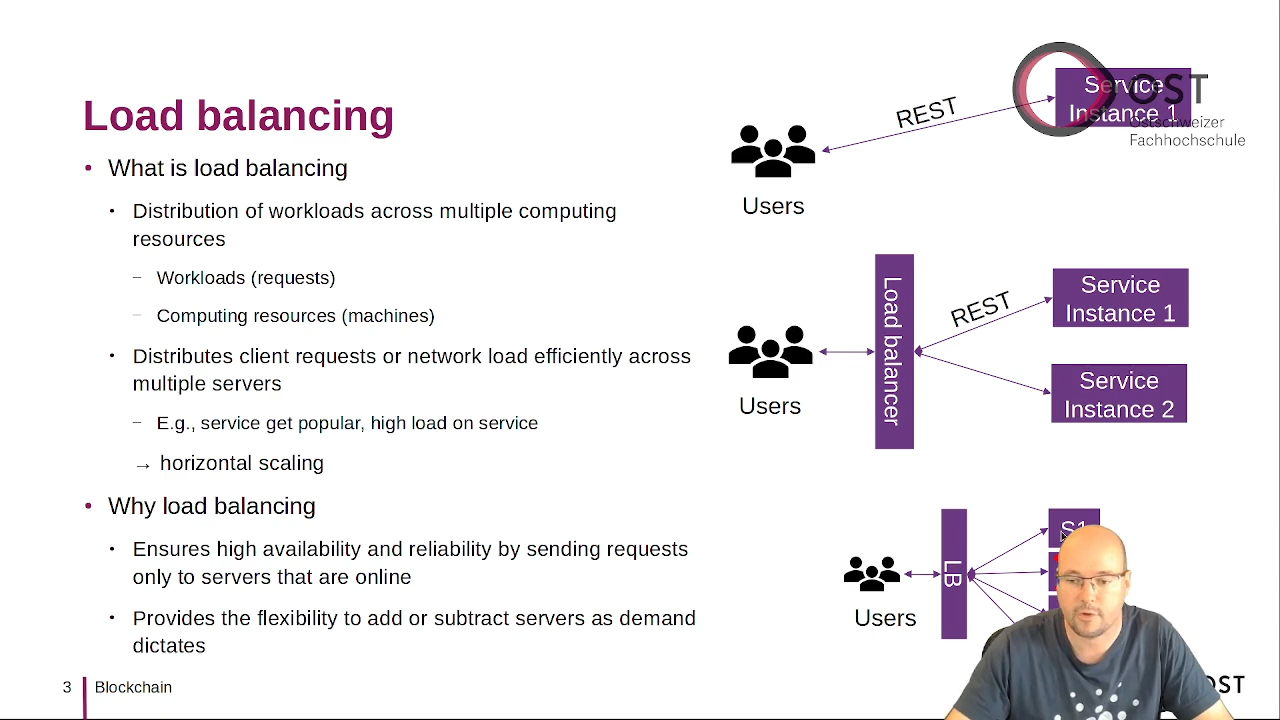 Load balancing
• What is load balancing
• Distribution of workloads across multiple computing
resources
– Workloads (requests)
– Computing resources (machines)
• Distributes client requests or network load efficiently across
multiple servers
– E.g., service get popular, high load on service
→ horizontal scaling
• Why load balancing
• Ensures high availability and reliability by sending requests
only to servers that are online
• Provides the flexibility to add or subtract servers as demand
dictates
3 Blockchain
REST
Service
Instance 1
OST
Ostschweizer
Fachhochschule
Users
Load balancer
REST
Service
Instance 1
Service
Instance 2
Users
LB
S1
Users
OST